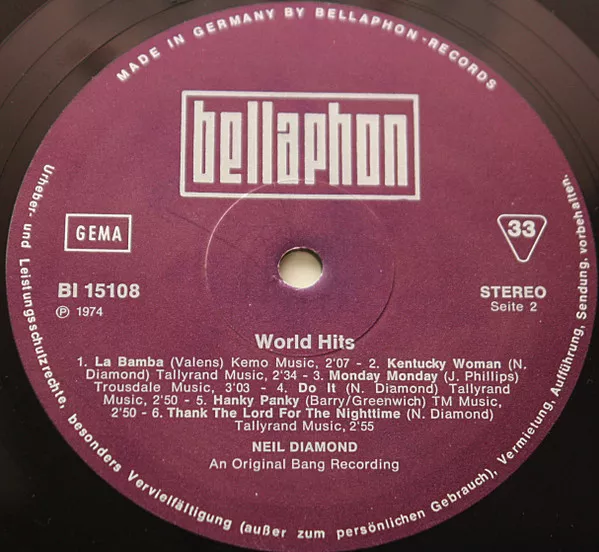 MADE IN GERMANY BY BELLAPHON-RECORDS
bellaphon
GEMA
33
BI 15108
℗ 1974
STEREO
Seite 2
World Hits
1. La Bamba (Valens) Kemo Music, 2'07 - 2. Kentucky Woman (N.
Diamond) Tallyrand Music, 2'34 - 3. Monday Monday (J. Phillips)
Trousdale Music, 3'03 - 4. Do It (N. Diamond) Tallyrand
Music, 2'50 - 5. Hanky Panky (Barry/Greenwich) TM Music,
2'50 - 6. Thank The Lord For The Nighttime (N. Diamond)
Tallyrand Music, 2'55
NEIL DIAMOND
An Original Bang Recording
Urheber- und Leistungsschutzrechte, besonders Vervielfältigung (außer zum persönlichen Gebrauch), Vermietung, Aufführung, Sendung, vorbehalten.